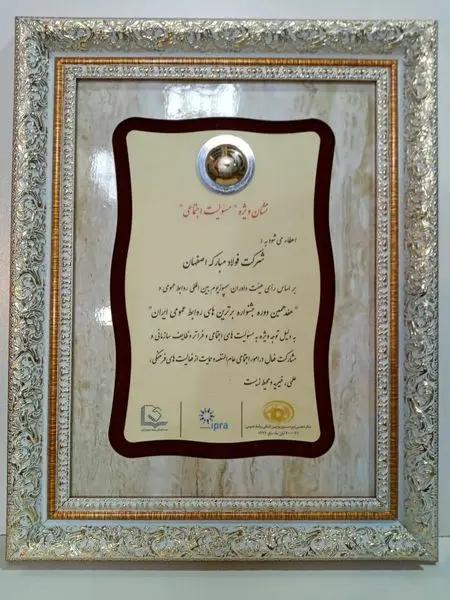 نشان ویژه "مسئولیت اجتماعی"
اعطاء می شود به :
شرکت فولاد مبارکه اصفهان
بر اساس رای هیئت داوران سمپوزیوم بین المللی روابط عمومی و
"هفدهمین دوره جشنواره برترین های روابط عمومی ایران"
به دلیل توجه ویژه به مسئولیت های اجتماعی و فراتر وظایف سازمانی و
مشارکت فعال در امور اجتماعی عام المنفعه و حمایت از فعالیت های فرهنگی،
علمی، خیریه و محیط زیست
ipra